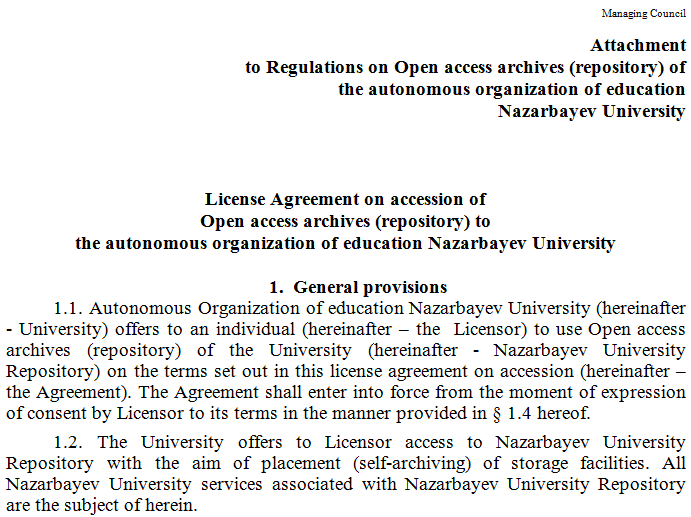 Managing Council
Attachment
to Regulations on Open access archives (repository) of
the autonomous organization of education
Nazarbayev University
License Agreement on accession of
Open access archives (repository) to
the autonomous organization of education Nazarbayev University
1. General provisions
1.1. Autonomous Organization of education Nazarbayev University (hereinafter
- University) offers to an individual (hereinafter – the Licensor) to use Open access
archives (repository) of the University (hereinafter - Nazarbayev University
Repository) on the terms set out in this license agreement on accession (hereinafter –
the Agreement). The Agreement shall enter into force from the moment of expression
of consent by Licensor to its terms in the manner provided in § 1.4 hereof.
1.2. The University offers to Licensor access to Nazarbayev University
Repository with the aim of placement (self-archiving) of storage facilities. All
Nazarbayev University services associated with Nazarbayev University Repository
are the subject of herein.